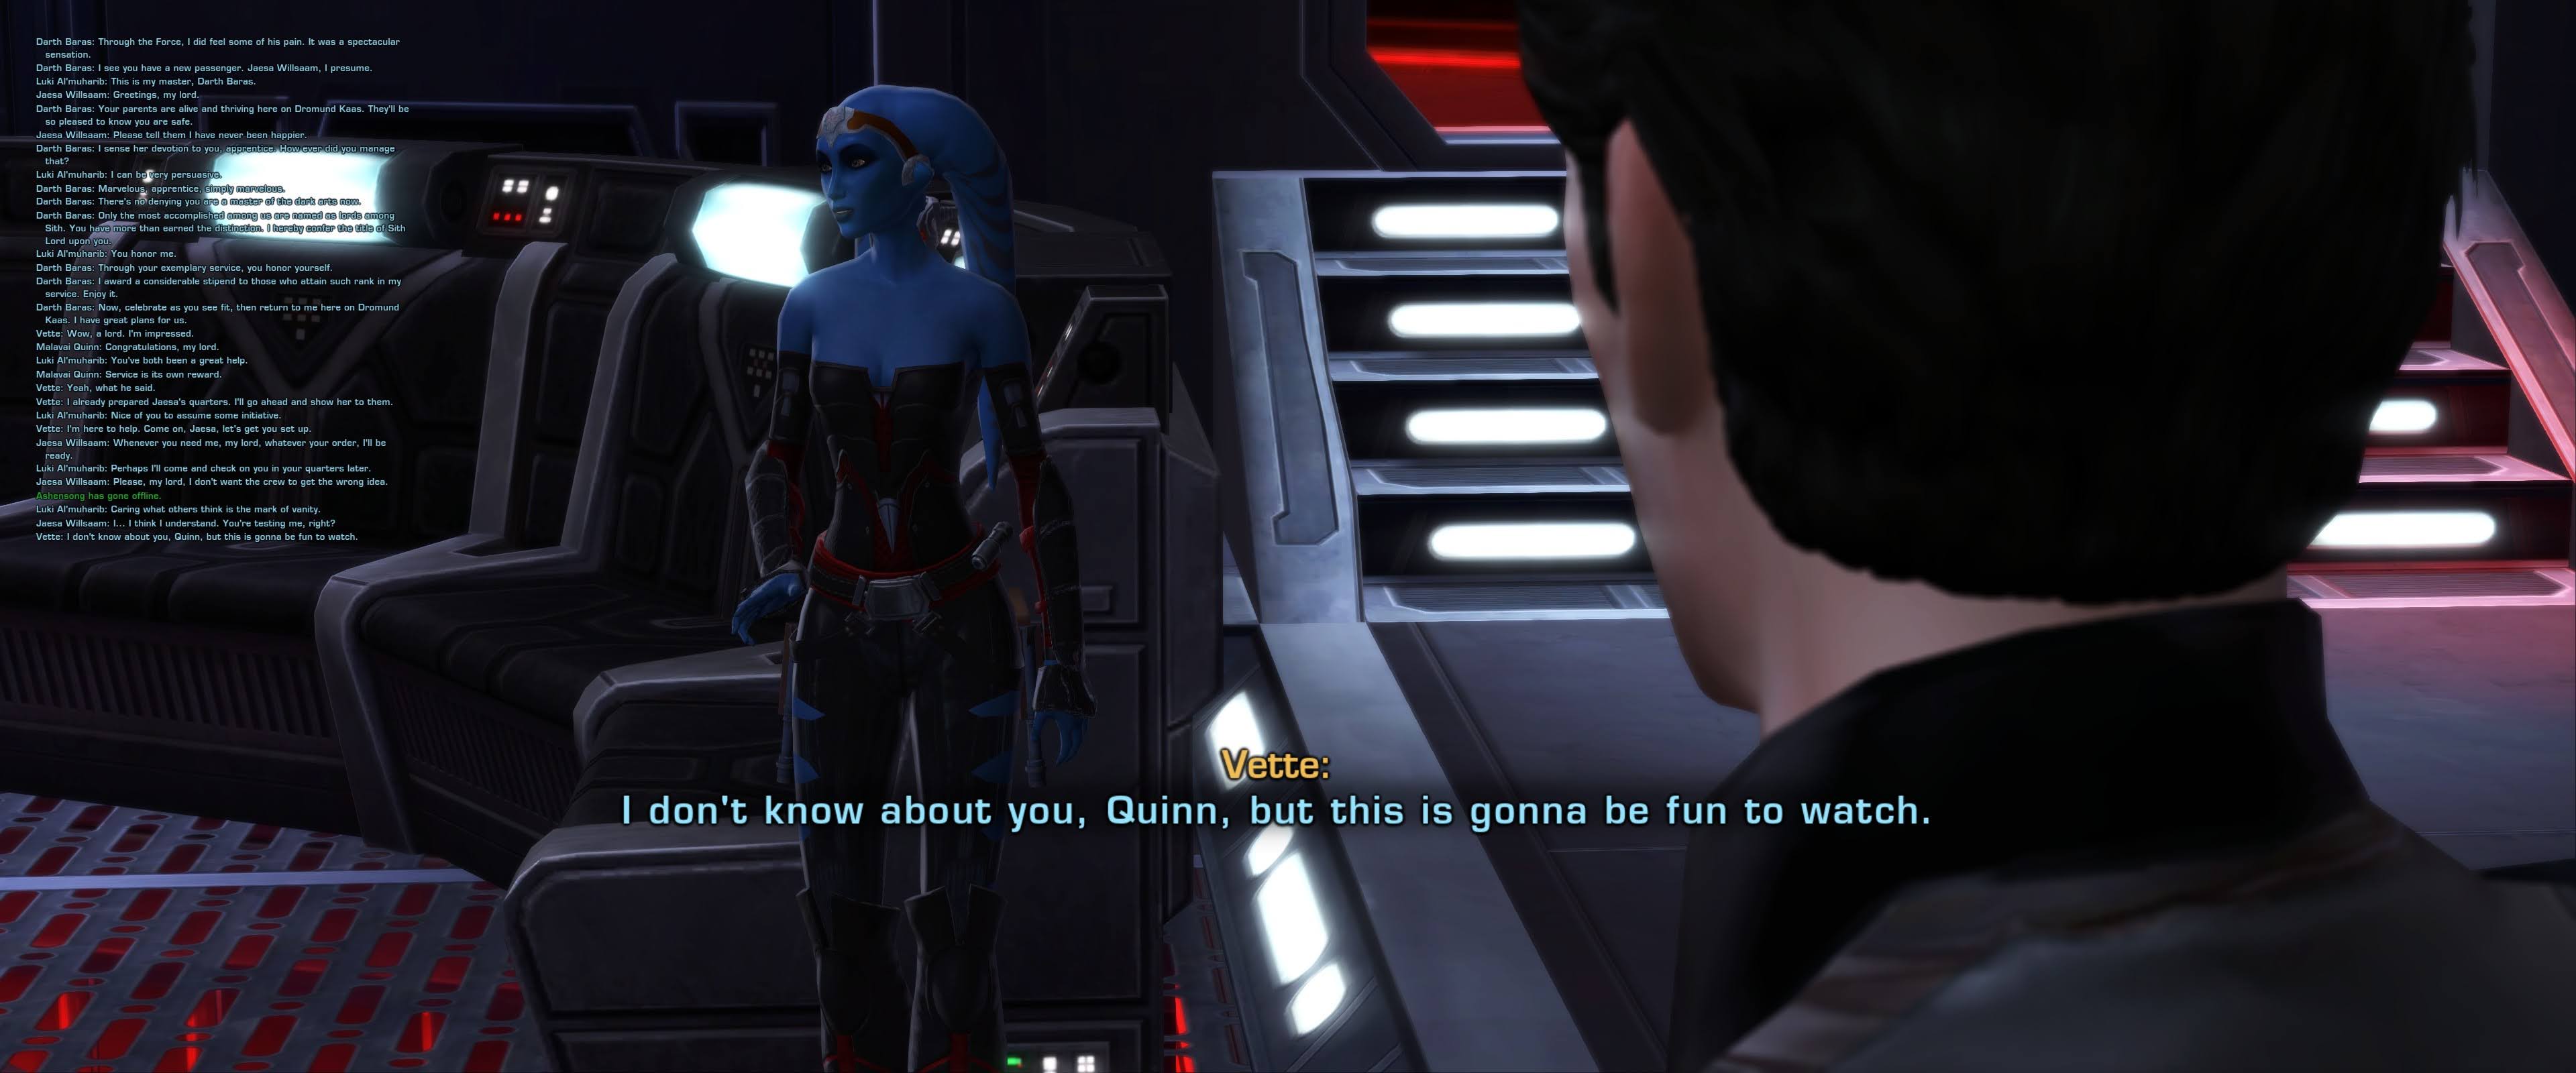 Darth Baras: Through the Force, I did feel some of his pain. It was a spectacular
sensation.
Darth Baras: I see you have a new passenger. Jaesa Willsaam, I presume.
Luki Al'muharib: This is my master, Darth Baras.
Jaesa Willsaam: Greetings, my lord.
Darth Baras: Your parents are alive and thriving here on Dromund Kaas. They'll be
so pleased to know you are safe.
Jaesa Willsaam: Please tell them I have never been happier.
Darth Baras: I sense her devotion to you, apprentice. How ever did you manage
that?
Luki Al'muharib: I can be very persuasive.
Darth Baras: Marvelous, apprentice, simply marvelous.
Darth Baras: There's no denying you are a master of the dark arts now.
Darth Baras: Only the most accomplished among us are named as lords among
Sith. You have more than earned the distinction. I hereby confer the title of Sith
Lord upon you.
Luki Al'muharib: You honor me.
Darth Baras: Through your exemplary service, you honor yourself.
Darth Baras: I award a considerable stipend to those who attain such rank in my
service. Enjoy it.
Darth Baras: Now, celebrate as you see fit, then return to me here on Dromund
Kaas. I have great plans for us.
Vette: Wow, a lord. I'm impressed.
Malavai Quinn: Congratulations, my lord.
Luki Al'muharib: You've both been a great help.
Malavai Quinn: Service is its own reward.
Vette: Yeah, what he said.
Vette: I already prepared Jaesa's quarters. I'll go ahead and show her to them.
Luki Al'muharib: Nice of you to assume some initiative.
Vette: I'm here to help. Come on, Jaesa, let's get you set up.
Jaesa Willsaam: Whenever you need me, my lord, whatever your order, I'll be
ready.
Luki Al'muharib: Perhaps I'll come and check on you in your quarters later.
Jaesa Willsaam: Please, my lord, I don't want the crew to get the wrong idea.
Ashensong has gone offline.
Luki Al'muharib: Caring what others think is the mark of vanity.
Jaesa Willsaam: I... I think I understand. You're testing me, right?
Vette: I don't know about you, Quinn, but this is gonna be fun to watch.
Vette:
I don't know about you, Quinn, but this is gonna be fun to watch.